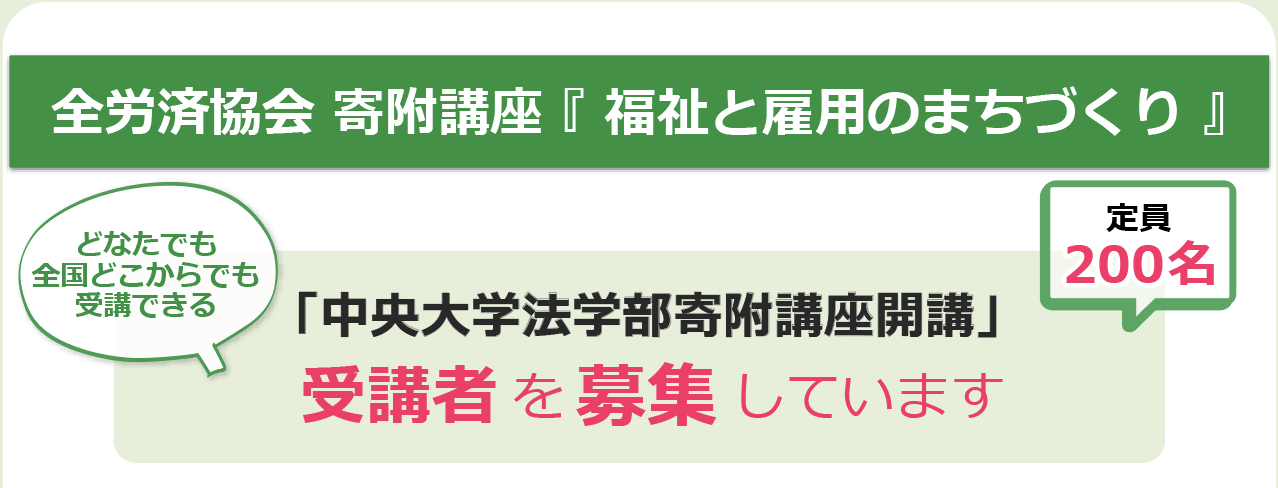 全労済協会 寄附講座『 福祉と雇用のまちづくり 』
どなたでも
全国どこからでも
受講できる
定員
200名
「中央大学法学部寄附講座開講」
受講者を募集しています